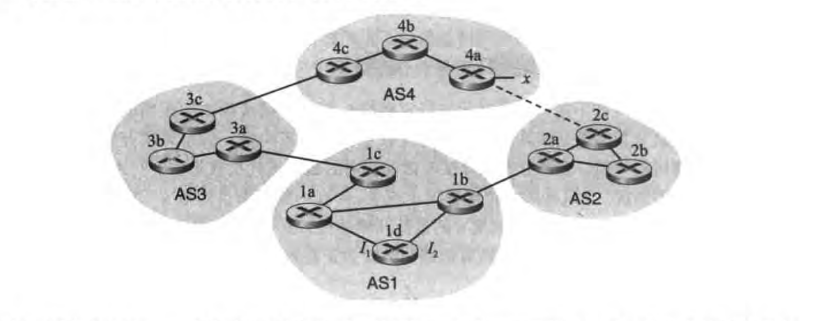 4b
4c
4a
x
AS4
3c
3a
2c
3b
2a
2b
1c
1b
AS3
1a
AS2
1d
I₁
I₂
AS1